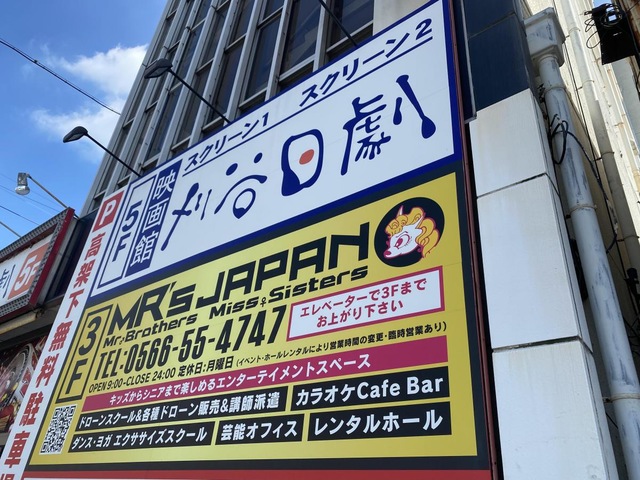 スクリーン1 スクリーン2
5F
映画館
刈谷日劇
P
高架下無料駐車場
5F
3F
MR's JAPAN
Mr.Brothers Miss♀Sisters
TEL:0566-55-4747
エレベーターで3Fまで
お上がり下さい
OPEN 9:00-CLOSE 24:00 定休日:月曜日(イベント・ホールレンタルにより営業時間の変更・臨時営業あり)
キッズからシニアまで楽しめるエンターテイメントスペース
ドローンスクール&各種ドローン販売&講師派遣
カラオケCafe Bar
ダンス・ヨガ エクササイズスクール
芸能オフィス
レンタルホール